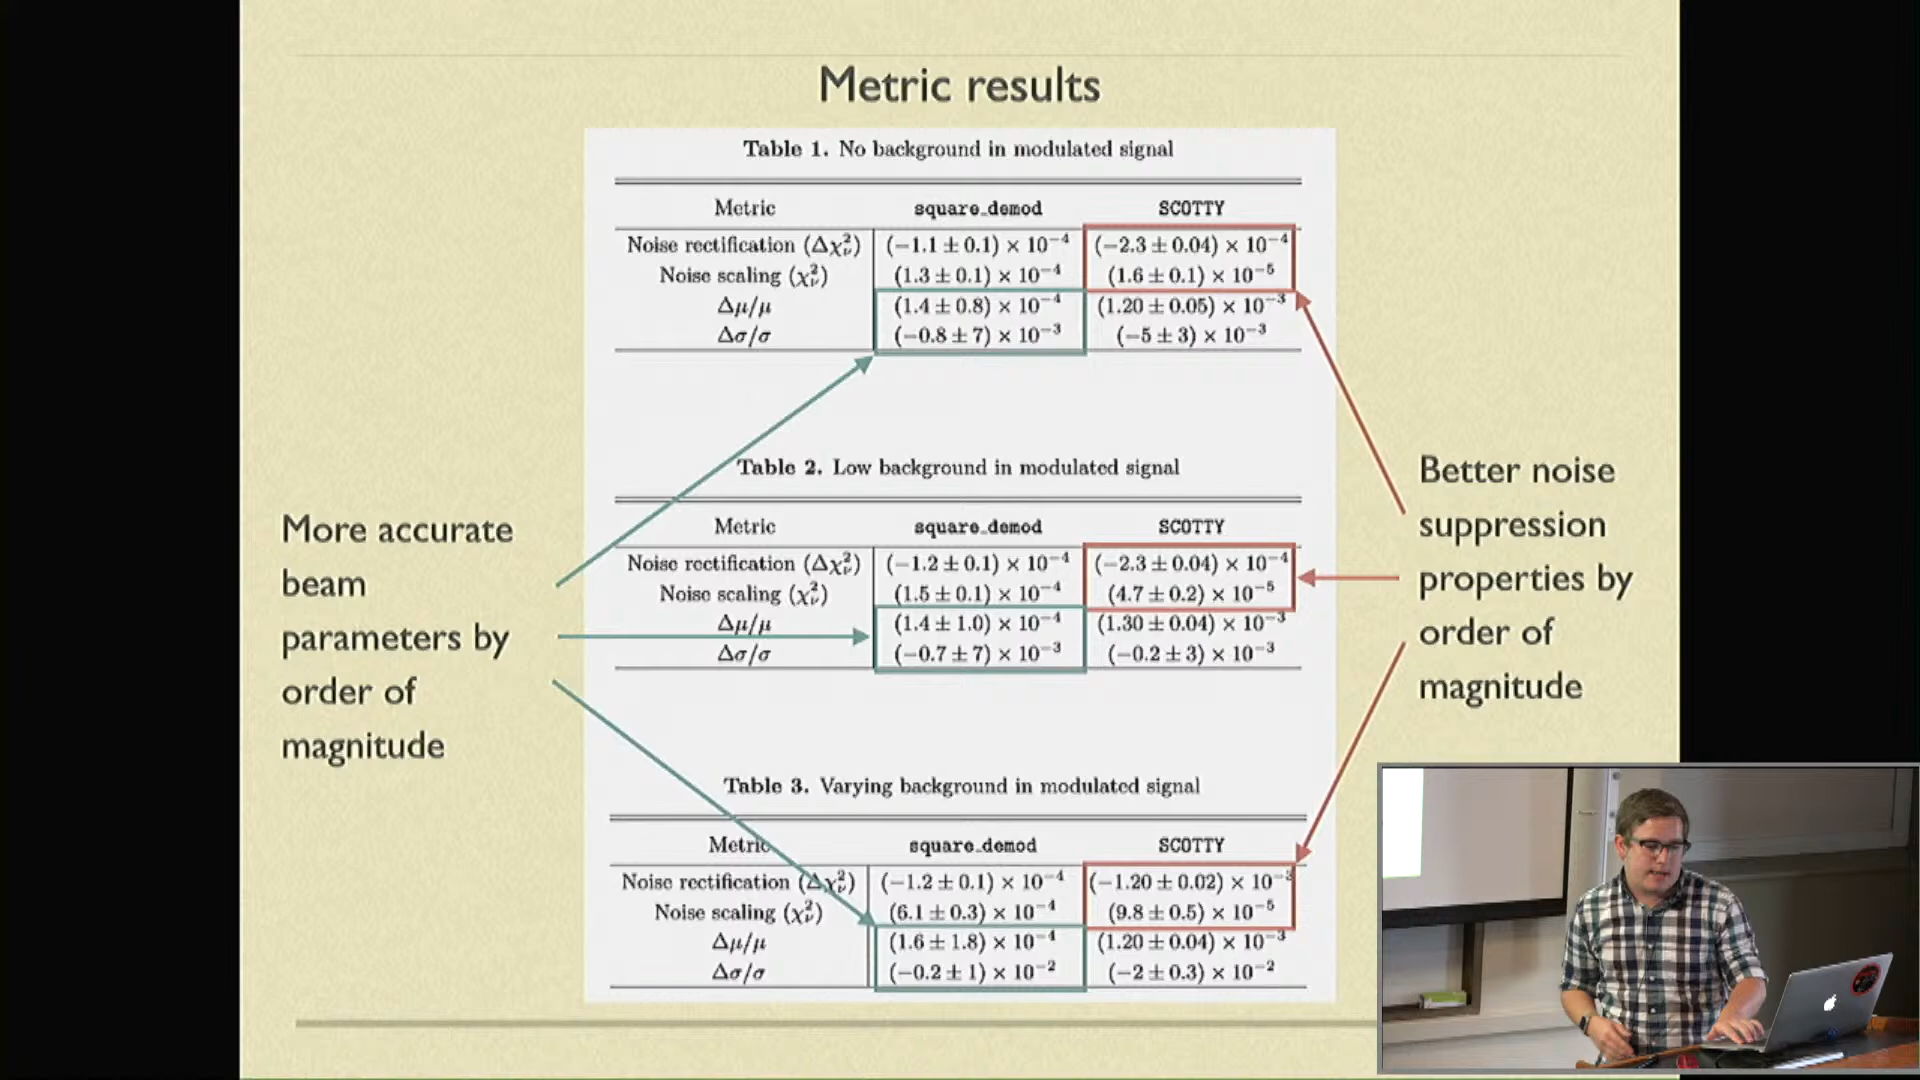 Metric results
Table 1. No background in modulated signal
Metric square_demod SCOTTY
Noise rectification (Δχ²ᵥ) (−1.1 ± 0.1) × 10⁻⁴ (−2.3 ± 0.04) × 10⁻⁴
Noise scaling (χ²ᵥ) (1.3 ± 0.1) × 10⁻⁴ (1.6 ± 0.1) × 10⁻⁵
Δμ/μ (1.4 ± 0.8) × 10⁻⁴ (1.20 ± 0.05) × 10⁻³
Δσ/σ (−0.8 ± 7) × 10⁻³ (−5 ± 3) × 10⁻³
Table 2. Low background in modulated signal
Metric square_demod SCOTTY
Noise rectification (Δχ²ᵥ) (−1.2 ± 0.1) × 10⁻⁴ (−2.3 ± 0.04) × 10⁻⁴
Noise scaling (χ²ᵥ) (1.5 ± 0.1) × 10⁻⁴ (4.7 ± 0.2) × 10⁻⁵
Δμ/μ (1.4 ± 1.0) × 10⁻⁴ (1.30 ± 0.04) × 10⁻³
Δσ/σ (−0.7 ± 7) × 10⁻³ (−0.2 ± 3) × 10⁻³
Table 3. Varying background in modulated signal
Metric square_demod SCOTTY
Noise rectification (Δχ²ᵥ) (−1.2 ± 0.1) × 10⁻⁴ (−1.20 ± 0.02) × 10⁻³
Noise scaling (χ²ᵥ) (6.1 ± 0.3) × 10⁻⁴ (9.8 ± 0.5) × 10⁻⁵
Δμ/μ (1.6 ± 1.8) × 10⁻⁴ (1.20 ± 0.04) × 10⁻³
Δσ/σ (−0.2 ± 1) × 10⁻² (−2 ± 0.3) × 10⁻²
More accurate
beam
parameters by
order of
magnitude
Better noise
suppression
properties by
order of
magnitude